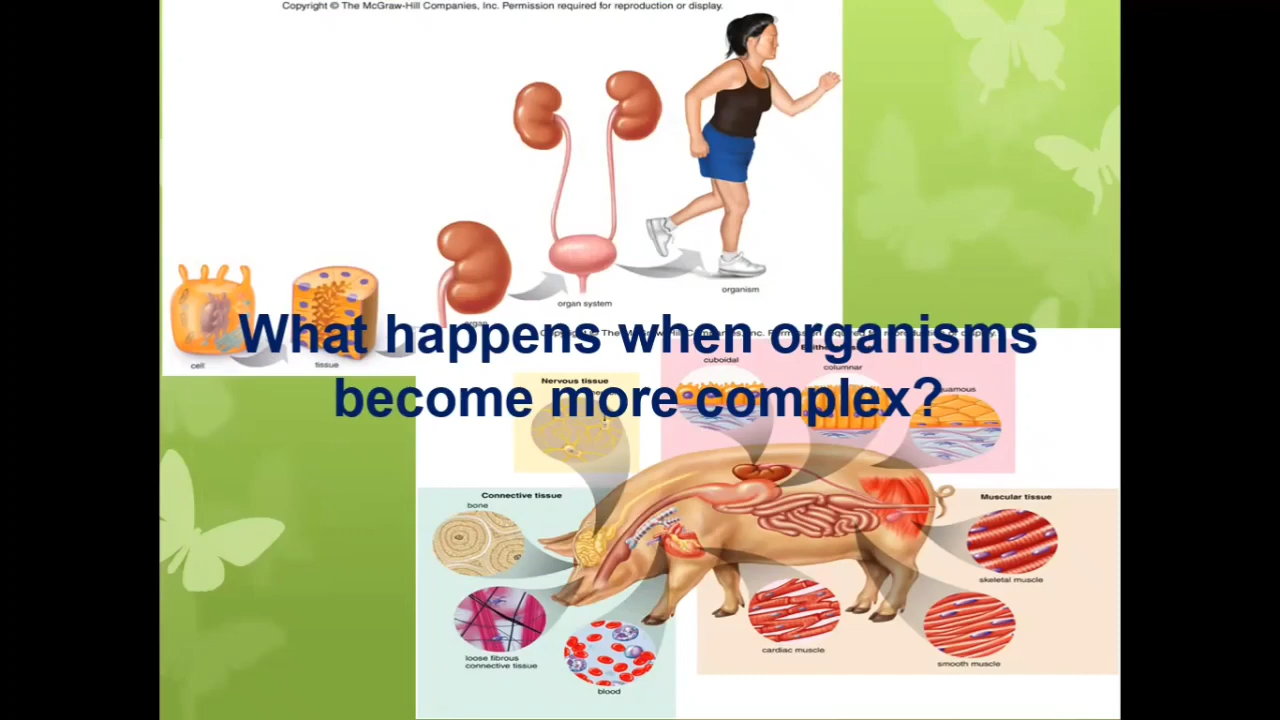 Copyright © The McGraw-Hill Companies, Inc. Permission required for reproduction or display.
organism
organ system
organ
cell
tissue
What happens when organisms
become more complex?
cuboidal
columnar
Nervous tissue
Connective tissue
bone
Muscular tissue
skeletal muscle
cardiac muscle
smooth muscle
loose fibrous
connective tissue
blood